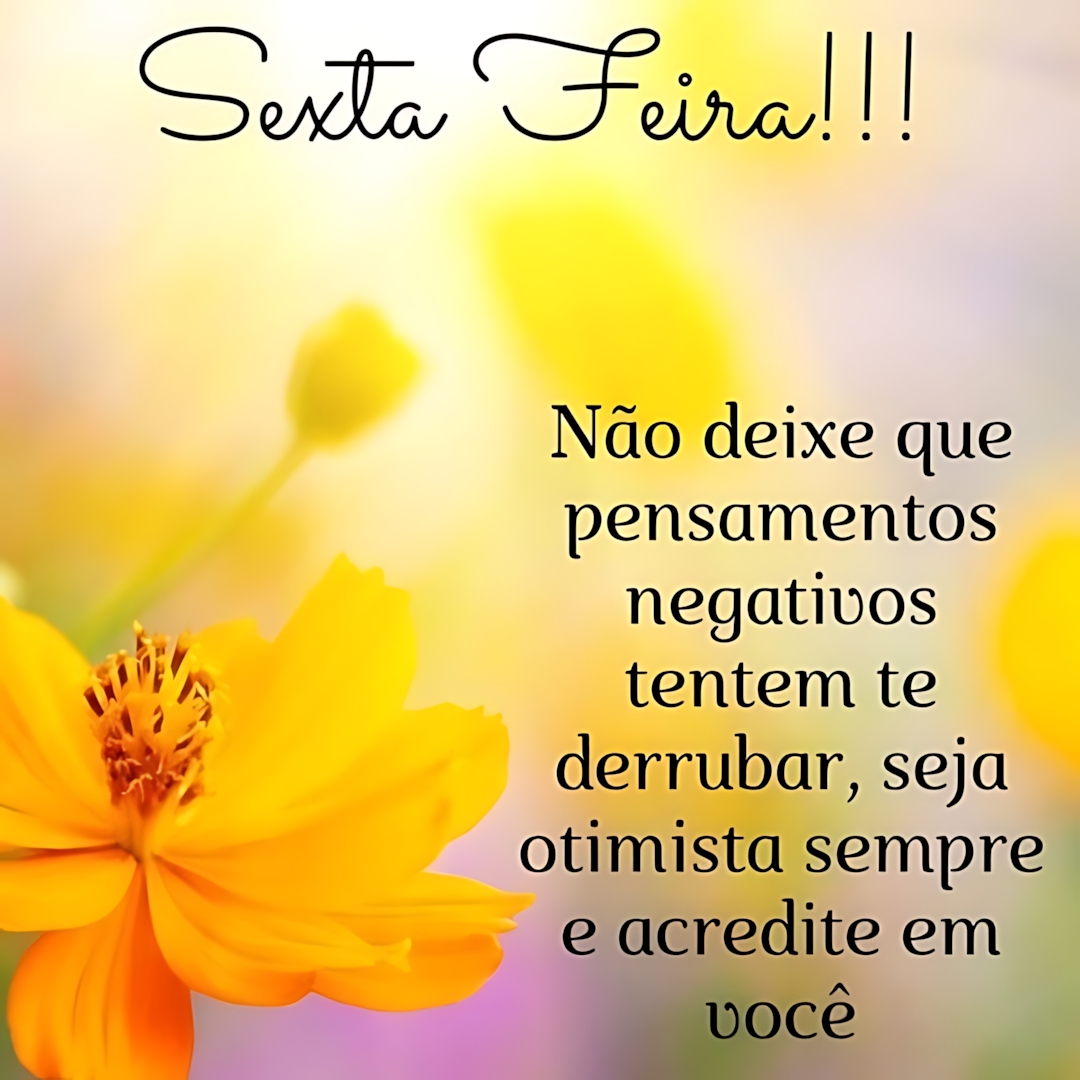 Sexta Feira!!!
Não deixe que
pensamentos
negativos
tentem te
derrubar, seja
otimista sempre
e acredite em
você